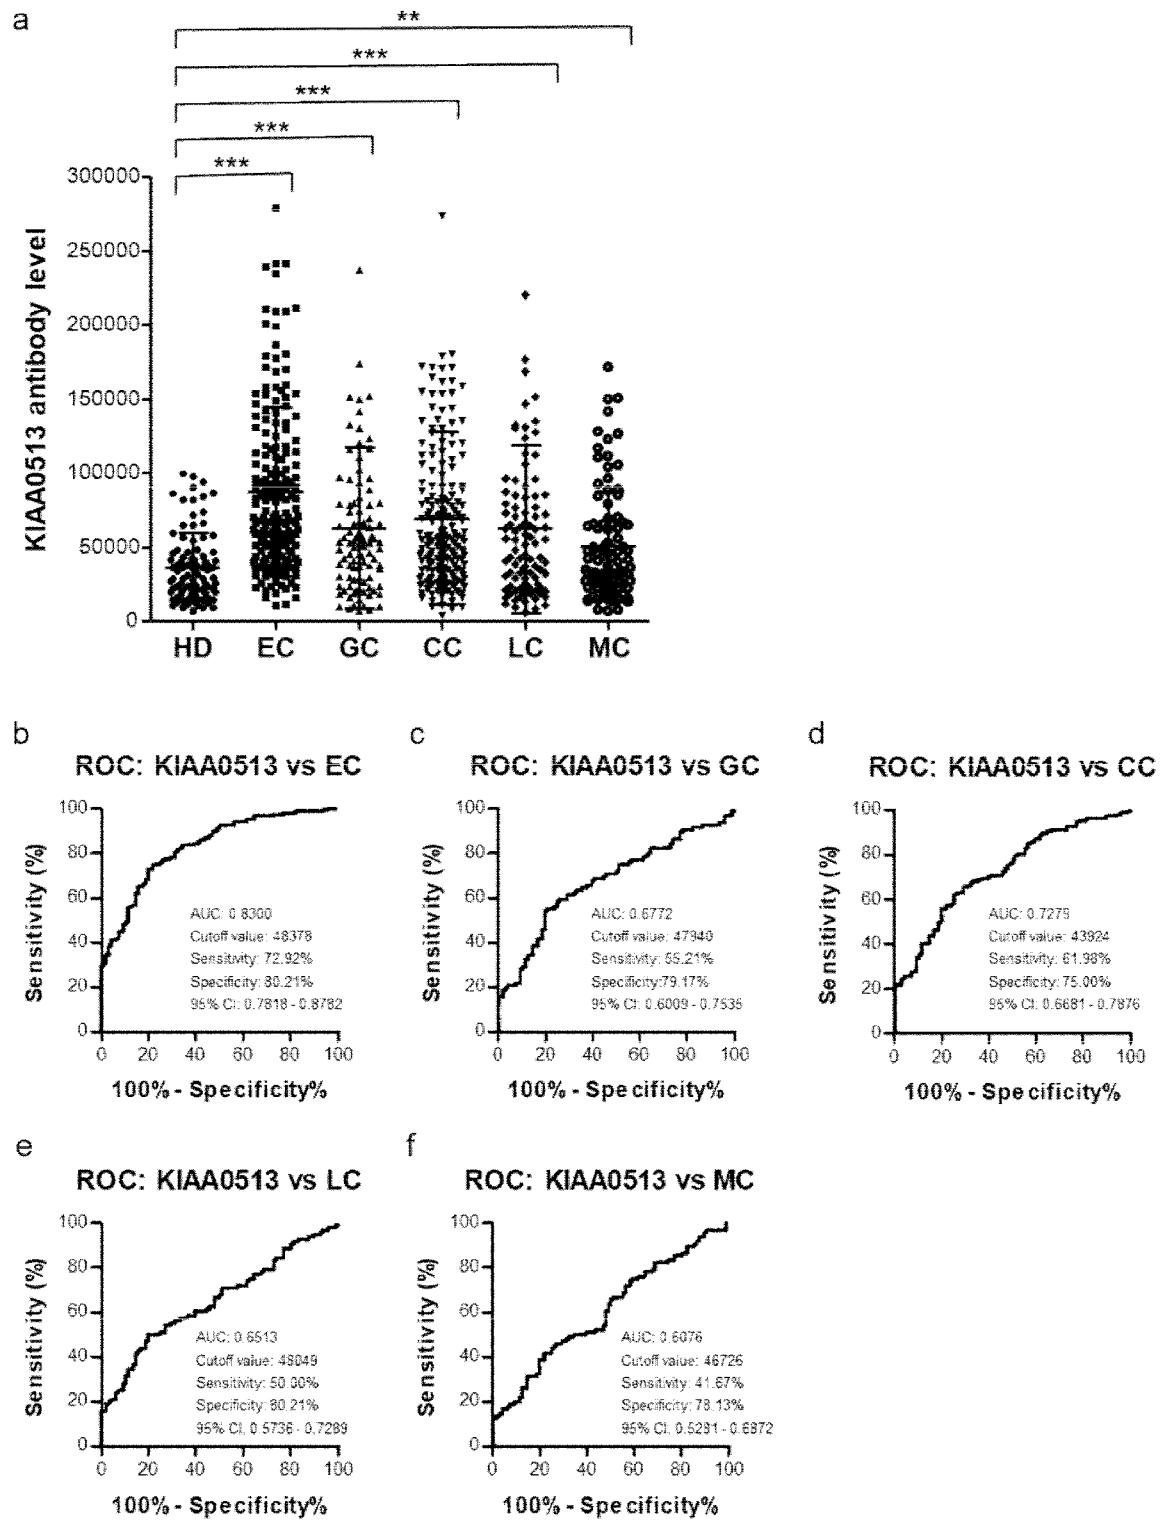 a
**
***
***
***
***
300000
250000
200000
150000
100000
50000
0
KIAA0513 antibody level
HD EC GC CC LC MC
b
ROC: KIAA0513 vs EC
100
80
60
40
20
0
Sensitivity (%)
AUC: 0.8300
Cutoff value: 48378
Sensitivity: 72.92%
Specificity: 80.21%
95% CI: 0.7818 - 0.8782
0 20 40 60 80 100
100% - Specificity%
c
ROC: KIAA0513 vs GC
100
80
60
40
20
0
Sensitivity (%)
AUC: 0.6772
Cutoff value: 47940
Sensitivity: 55.21%
Specificity:79.17%
95% CI: 0.6009 - 0.7535
0 20 40 60 80 100
100% - Specificity%
d
ROC: KIAA0513 vs CC
100
80
60
40
20
0
Sensitivity (%)
AUC: 0.7279
Cutoff value: 43924
Sensitivity: 61.98%
Specificity: 75.00%
95% CI: 0.6681 - 0.7876
0 20 40 60 80 100
100% - Specificity%
e
ROC: KIAA0513 vs LC
100
80
60
40
20
0
Sensitivity (%)
AUC: 0.6513
Cutoff value: 48049
Sensitivity: 50.00%
Specificity: 80.21%
95% CI: 0.5736 - 0.7289
0 20 40 60 80 100
100% - Specificity%
f
ROC: KIAA0513 vs MC
100
80
60
40
20
0
Sensitivity (%)
AUC: 0.6076
Cutoff value: 46726
Sensitivity: 41.67%
Specificity: 78.13%
95% CI: 0.5281 - 0.6872
0 20 40 60 80 100
100% - Specificity%